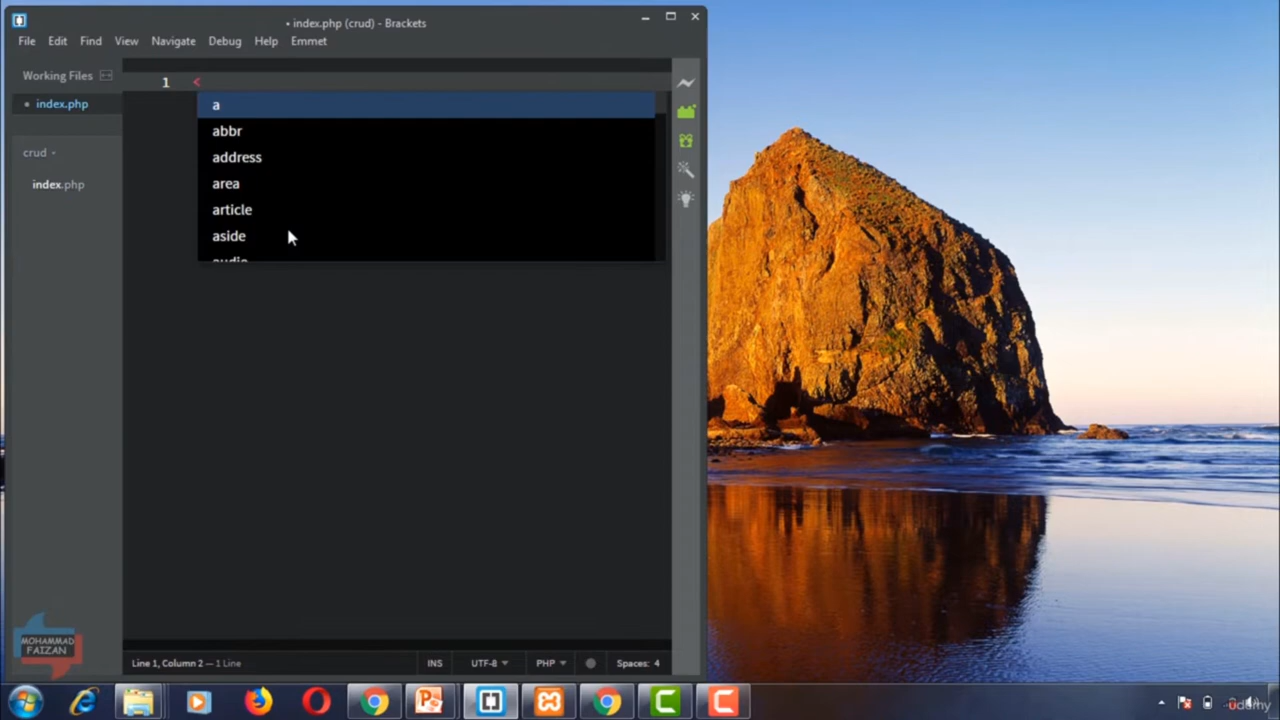 • index.php (crud) - Brackets
File Edit Find View Navigate Debug Help Emmet
Working Files
• index.php
crud
index.php
1 <
a
abbr
address
area
article
aside
audio
Line 1, Column 2 — 1 Line
INS UTF-8 PHP Spaces: 4
MOHAMMAD
FAIZAN
udemy